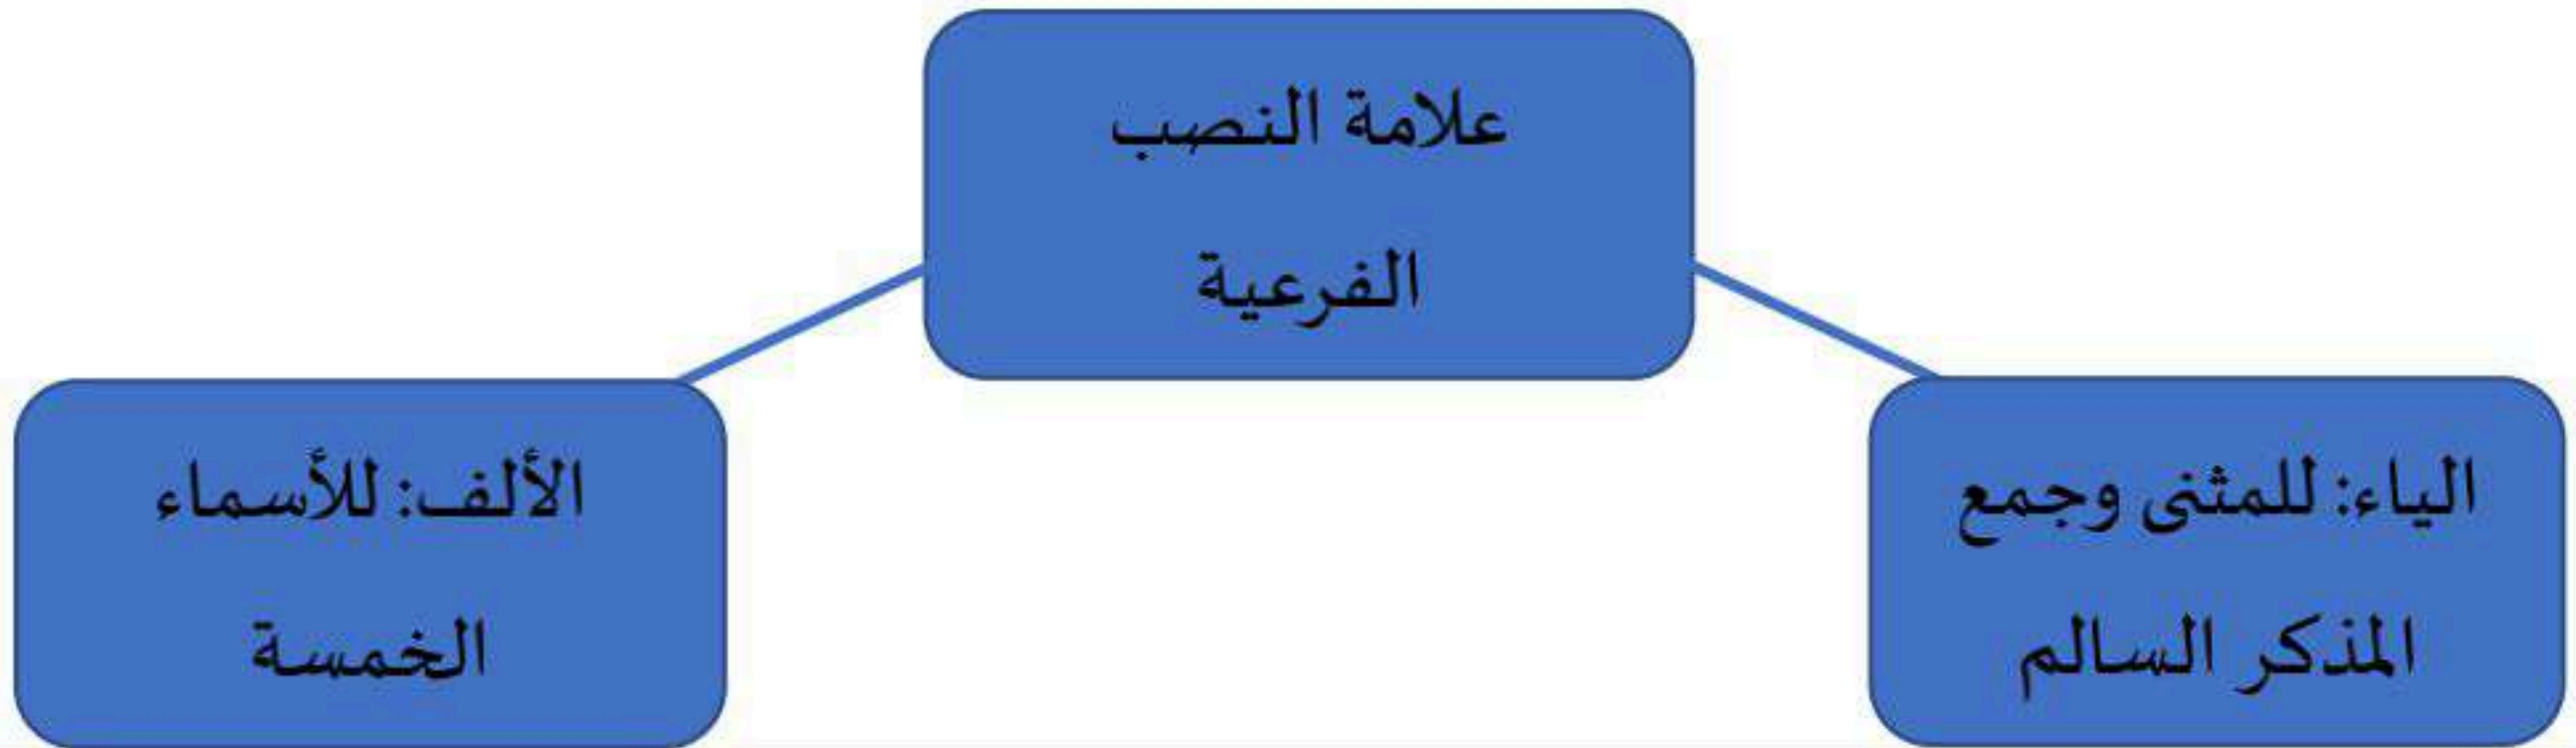 علامة النصب
الفرعية
الياء: للمثنى وجمع
المذكر السالم
الألف: للأسماء
الخمسة